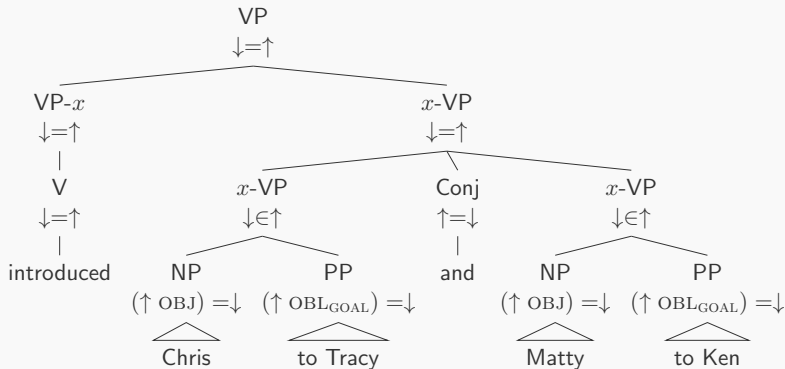 VP
↓=↑
VP-x x-VP
↓=↑ ↓=↑
V x-VP Conj x-VP
↓=↑ ↓∈↑ ↑=↓ ↓∈↑
introduced NP PP and NP PP
(↑ OBJ) =↓ (↑ OBL_GOAL) =↓ (↑ OBJ) =↓ (↑ OBL_GOAL) =↓
Chris to Tracy Matty to Ken